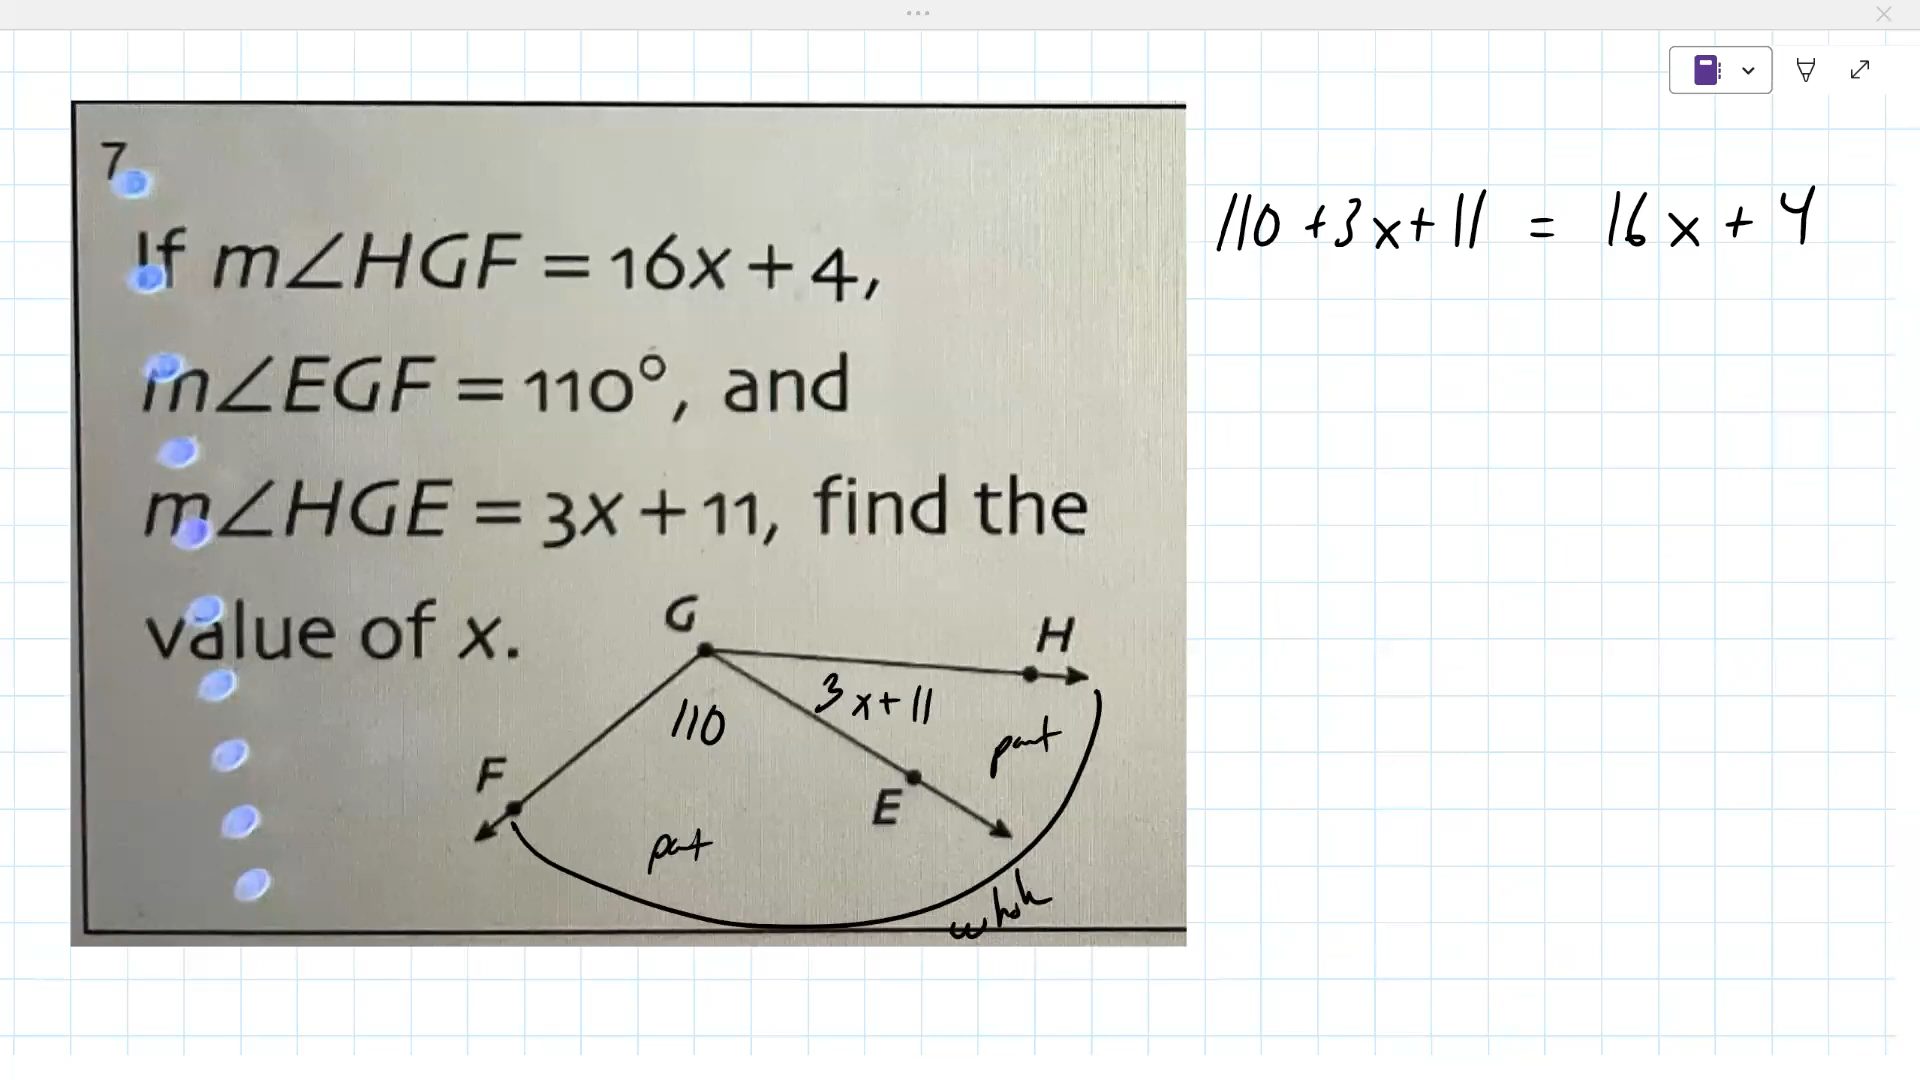 7
If m∠HGF = 16x + 4,
m∠EGF = 110°, and
m∠HGE = 3x + 11, find the
value of x.
G
H
F
E
110
3x+11
part
part
whole
110 + 3x + 11 = 16x + 4